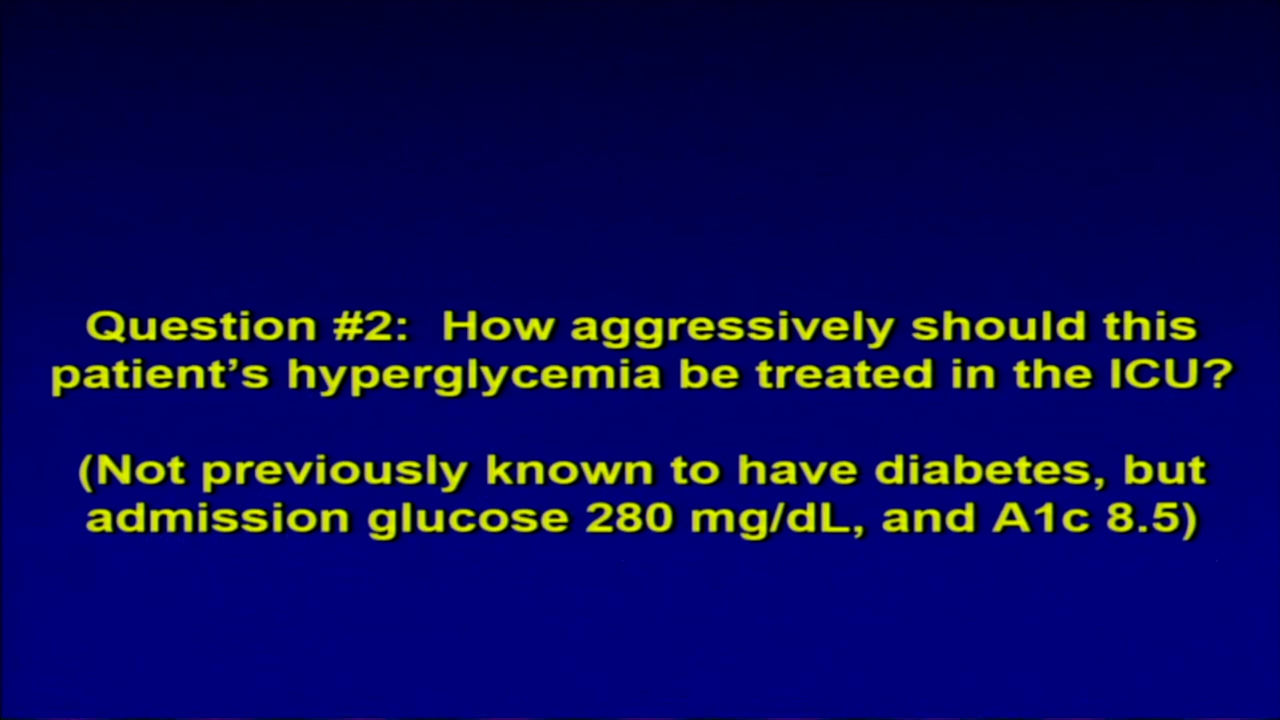 Question #2:  How aggressively should this
patient’s hyperglycemia be treated in the ICU?
(Not previously known to have diabetes, but
admission glucose 280 mg/dL, and A1c 8.5)